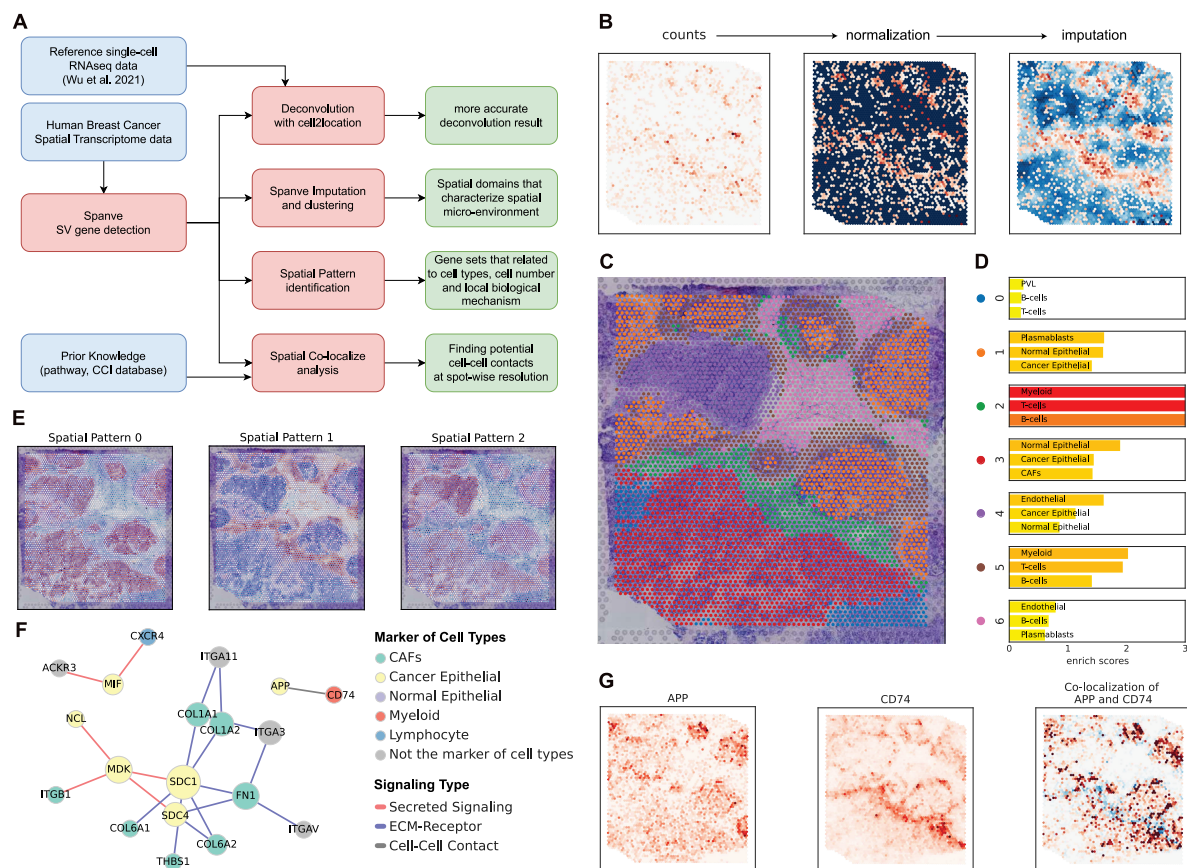 A
Reference single-cell
RNAseq data
(Wu et al. 2021)
Human Breast Cancer
Spatial Transcriptome data
Spanve
SV gene detection
Prior Knowledge
(pathway, CCI database)
Deconvolution
with cell2location
Spanve Imputation
and clustering
Spatial Pattern
identification
Spatial Co-localize
analysis
more accurate
deconvolution result
Spatial domains that
characterize spatial
micro-environment
Gene sets that related
to cell types, cell number
and local biological
mechanism
Finding potential
cell-cell contacts
at spot-wise resolution
B
counts
normalization
imputation
C
D
0
PVL
B-cells
T-cells
1
Plasmablasts
Normal Epithelial
Cancer Epithelial
2
Myeloid
T-cells
B-cells
3
Normal Epithelial
Cancer Epithelial
CAFs
4
Endothelial
Cancer Epithelial
Normal Epithelial
5
Myeloid
T-cells
B-cells
6
Endothelial
B-cells
Plasmablasts
0 1 2 3
enrich scores
E
Spatial Pattern 0
Spatial Pattern 1
Spatial Pattern 2
F
CXCR4
ACKR3
MIF
ITGA11
APP
CD74
NCL
COL1A1
COL1A2
ITGA3
MDK
SDC1
ITGB1
FN1
SDC4
COL6A1
COL6A2
ITGAV
THBS1
Marker of Cell Types
CAFs
Cancer Epithelial
Normal Epithelial
Myeloid
Lymphocyte
Not the marker of cell types
Signaling Type
Secreted Signaling
ECM-Receptor
Cell-Cell Contact
G
APP
CD74
Co-localization of
APP and CD74